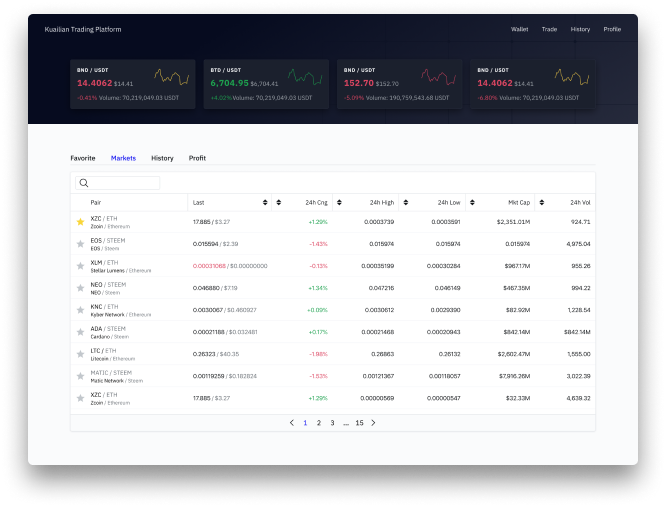 Kuailian Trading Platform
Wallet Trade History Profile
BND / USDT
14.4062 $14.41
-0.41% Volume: 70,219,049.03 USDT
BTD / USDT
6,704.95 $6,704.41
+4.02% Volume: 70,219,049.03 USDT
BND / USDT
152.70 $152.70
-5.09% Volume: 190,759,543.68 USDT
BND / USDT
14.4062 $14.41
-6.80% Volume: 70,219,049.03 USDT
Favorite Markets History Profit
Pair Last 24h Cng 24h High 24h Low Mkt Cap 24h Vol
XZC / ETH 17.885 / $3.27 +1.29% 0.0003739 0.0003591 $2,351.01M 924.71
Zcoin / Ethereum
EOS / STEEM 0.015594 / $2.39 -1.43% 0.015974 0.015974 0.015974 4,975.04
EOS / Steem
XLM / ETH 0.00031068 / $0.00000000 -0.13% 0.00035199 0.00030284 $967.17M 955.26
Stellar Lumens / Ethereum
NEO / STEEM 0.046880 / $7.19 +1.34% 0.047216 0.046149 $467.35M 994.22
NEO / Steem
KNC / ETH 0.0030067 / $0.460927 +0.09% 0.0030612 0.0029390 $82.92M 1,228.54
Kyber Network / Ethereum
ADA / STEEM 0.00021188 / $0.032481 +0.17% 0.00021468 0.00020943 $842.14M $842.14M
Cardano / Steem
LTC / ETH 0.26323 / $40.35 -1.98% 0.26863 0.26132 $2,602.47M 1,555.00
Litecoin / Ethereum
MATIC / STEEM 0.00119259 / $0.182824 -1.53% 0.00121367 0.00118057 $7,916.26M 3,022.39
Matic Network / Steem
XZC / ETH 17.885 / $3.27 +1.29% 0.00000569 0.00000547 $32.33M 4,639.32
Zcoin / Ethereum
1 2 3 ... 15